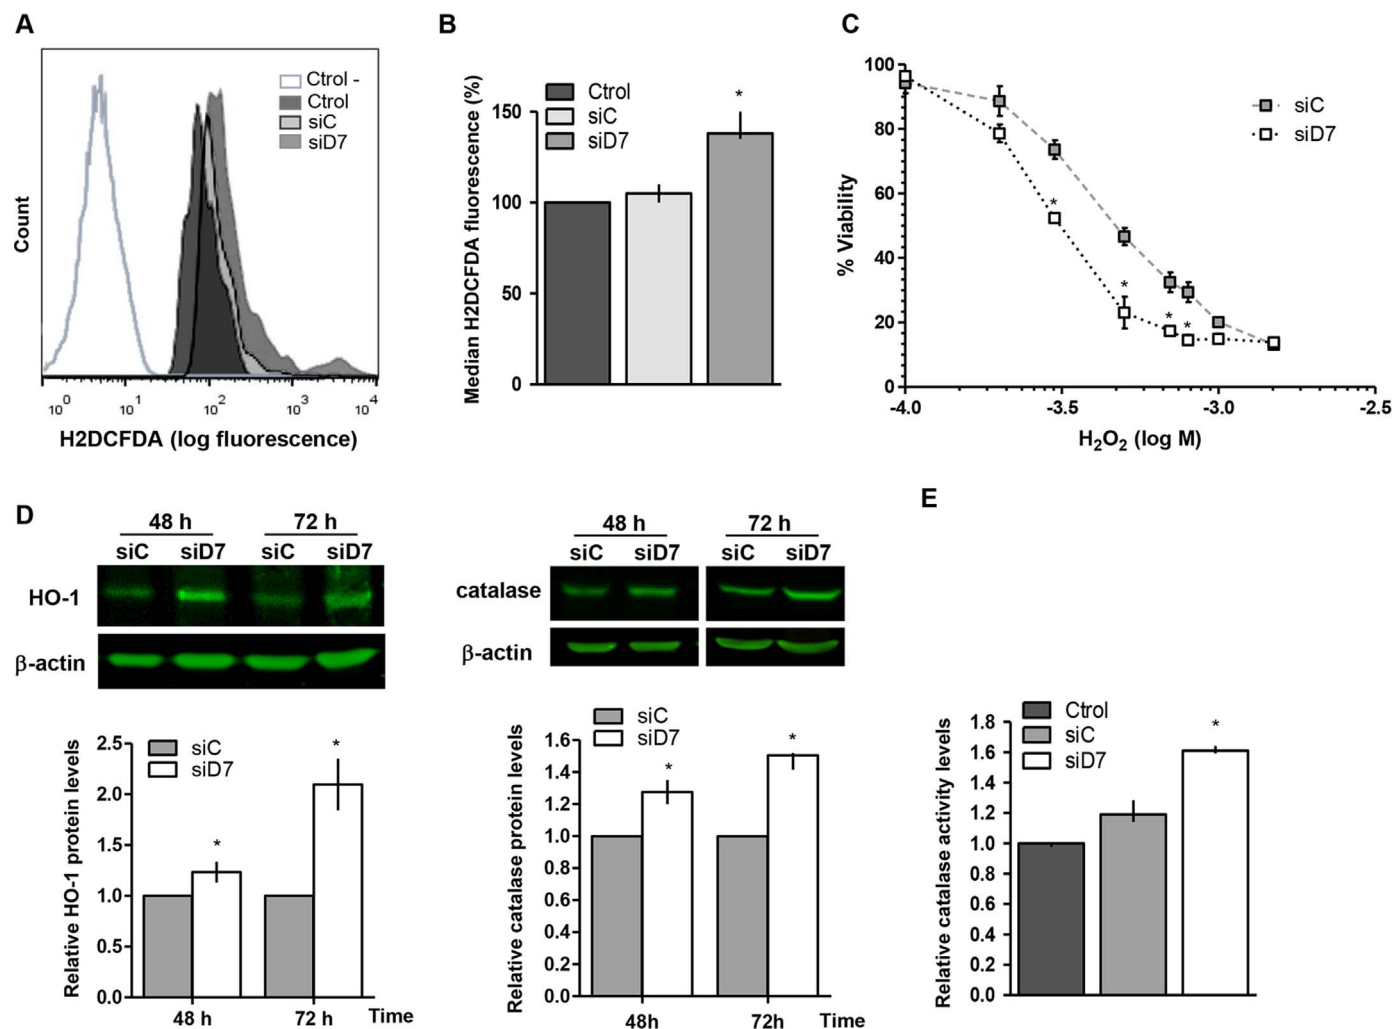 A
Ctrol -
Ctrol
siC
siD7
Count
10^0 10^1 10^2 10^3 10^4
H2DCFDA (log fluorescence)
B
Median H2DCFDA fluorescence (%)
Ctrol
siC
siD7
*
150
100
50
0
C
% Viability
100
80
60
40
20
0
siC
siD7
*
*
*
*
-4.0 -3.5 -3.0 -2.5
H₂O₂ (log M)
D
48 h 72 h
siC siD7 siC siD7
HO-1
β-actin
Relative HO-1 protein levels
siC
siD7
2.5
2.0
1.5
1.0
0.5
0.0
*
*
48 h 72 h Time
48 h 72 h
siC siD7 siC siD7
catalase
β-actin
Relative catalase protein levels
siC
siD7
1.6
1.4
1.2
1.0
0.8
0.6
0.4
0.2
0.0
*
*
48h 72h Time
E
Relative catalase activity levels
Ctrol
siC
siD7
*
1.8
1.6
1.4
1.2
1.0
0.8
0.6
0.4
0.2
0.0